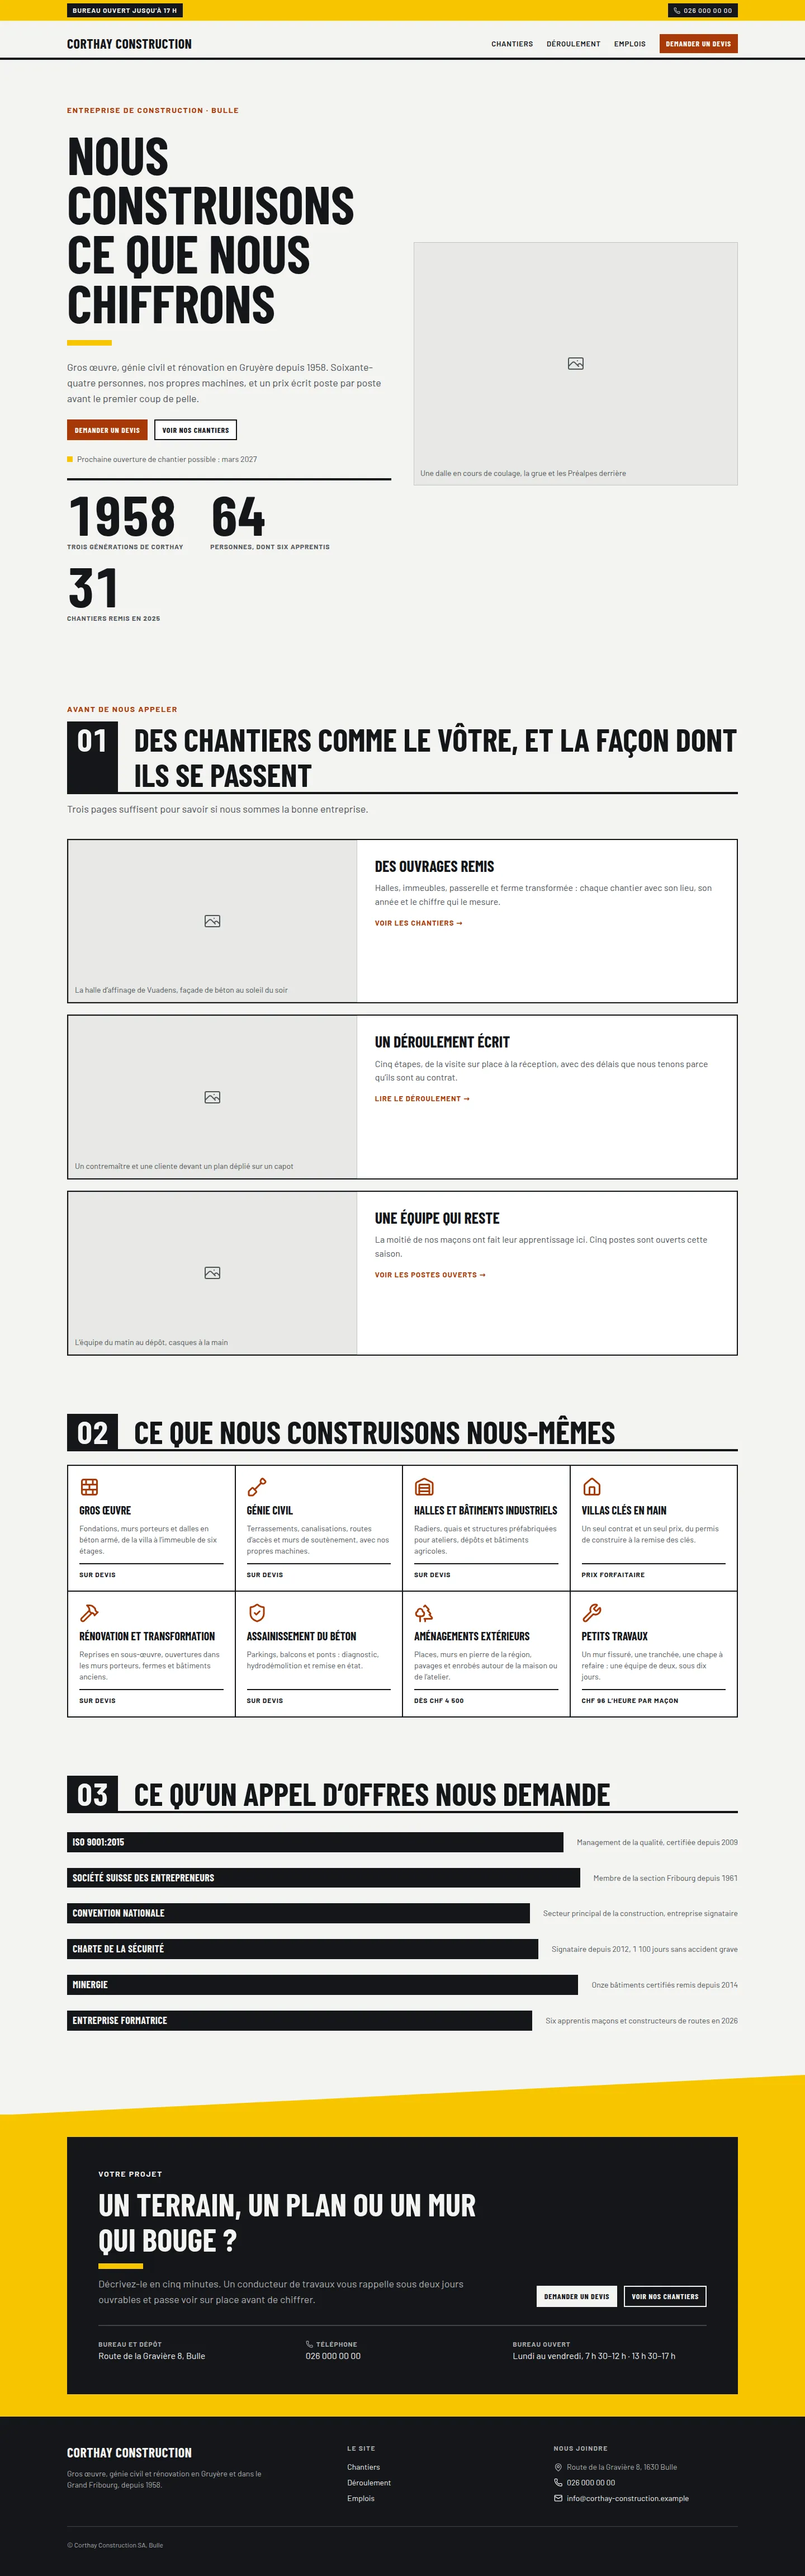 BUREAU OUVERT JUSQU'À 17 H
026 000 00 00
CORTHAY CONSTRUCTION
CHANTIERS
DÉROULEMENT
EMPLOIS
DEMANDER UN DEVIS
ENTREPRISE DE CONSTRUCTION · BULLE
NOUS
CONSTRUISONS
CE QUE NOUS
CHIFFRONS
Gros œuvre, génie civil et rénovation en Gruyère depuis 1958. Soixante-
quatre personnes, nos propres machines, et un prix écrit poste par poste
avant le premier coup de pelle.
DEMANDER UN DEVIS
VOIR NOS CHANTIERS
Prochaine ouverture de chantier possible : mars 2027
Une dalle en cours de coulage, la grue et les Préalpes derrière
1958
TROIS GÉNÉRATIONS DE CORTHAY
64
PERSONNES, DONT SIX APPRENTIS
31
CHANTIERS REMIS EN 2025
AVANT DE NOUS APPELER
01
DES CHANTIERS COMME LE VÔTRE, ET LA FAÇON DONT
ILS SE PASSENT
Trois pages suffisent pour savoir si nous sommes la bonne entreprise.
La halle d'affinage de Vuadens, façade de béton au soleil du soir
DES OUVRAGES REMIS
Halles, immeubles, passerelle et ferme transformée : chaque chantier avec son lieu, son
année et le chiffre qui le mesure.
VOIR LES CHANTIERS →
Un contremaître et une cliente devant un plan déplié sur un capot
UN DÉROULEMENT ÉCRIT
Cinq étapes, de la visite sur place à la réception, avec des délais que nous tenons parce
qu'ils sont au contrat.
LIRE LE DÉROULEMENT →
L'équipe du matin au dépôt, casques à la main
UNE ÉQUIPE QUI RESTE
La moitié de nos maçons ont fait leur apprentissage ici. Cinq postes sont ouverts cette
saison.
VOIR LES POSTES OUVERTS →
02
CE QUE NOUS CONSTRUISONS NOUS-MÊMES
GROS ŒUVRE
Fondations, murs porteurs et dalles en
béton armé, de la villa à l'immeuble de six
étages.
SUR DEVIS
GÉNIE CIVIL
Terrassements, canalisations, routes
d'accès et murs de soutènement, avec nos
propres machines.
SUR DEVIS
HALLES ET BÂTIMENTS INDUSTRIELS
Radiers, quais et structures préfabriquées
pour ateliers, dépôts et bâtiments
agricoles.
SUR DEVIS
VILLAS CLÉS EN MAIN
Un seul contrat et un seul prix, du permis
de construire à la remise des clés.
PRIX FORFAITAIRE
RÉNOVATION ET TRANSFORMATION
Reprises en sous-œuvre, ouvertures dans
les murs porteurs, fermes et bâtiments
anciens.
SUR DEVIS
ASSAINISSEMENT DU BÉTON
Parkings, balcons et ponts : diagnostic,
hydrodémolition et remise en état.
SUR DEVIS
AMÉNAGEMENTS EXTÉRIEURS
Places, murs en pierre de la région,
pavages et enrobés autour de la maison ou
de l'atelier.
DÈS CHF 4 500
PETITS TRAVAUX
Un mur fissuré, une tranchée, une chape à
refaire : une équipe de deux, sous dix
jours.
CHF 96 L'HEURE PAR MAÇON
03
CE QU'UN APPEL D'OFFRES NOUS DEMANDE
ISO 9001:2015
Management de la qualité, certifiée depuis 2009
SOCIÉTÉ SUISSE DES ENTREPRENEURS
Membre de la section Fribourg depuis 1961
CONVENTION NATIONALE
Secteur principal de la construction, entreprise signataire
CHARTE DE LA SÉCURITÉ
Signataire depuis 2012, 1 100 jours sans accident grave
MINERGIE
Onze bâtiments certifiés remis depuis 2014
ENTREPRISE FORMATRICE
Six apprentis maçons et constructeurs de routes en 2026
VOTRE PROJET
UN TERRAIN, UN PLAN OU UN MUR
QUI BOUGE ?
Décrivez-le en cinq minutes. Un conducteur de travaux vous rappelle sous deux jours
ouvrables et passe voir sur place avant de chiffrer.
DEMANDER UN DEVIS
VOIR NOS CHANTIERS
BUREAU ET DÉPÔT
Route de la Gravière 8, Bulle
TÉLÉPHONE
026 000 00 00
BUREAU OUVERT
Lundi au vendredi, 7 h 30–12 h · 13 h 30–17 h
CORTHAY CONSTRUCTION
Gros œuvre, génie civil et rénovation en Gruyère et dans le
Grand Fribourg, depuis 1958.
LE SITE
Chantiers
Déroulement
Emplois
NOUS JOINDRE
Route de la Gravière 8, 1630 Bulle
026 000 00 00
info@corthay-construction.example
© Corthay Construction SA, Bulle